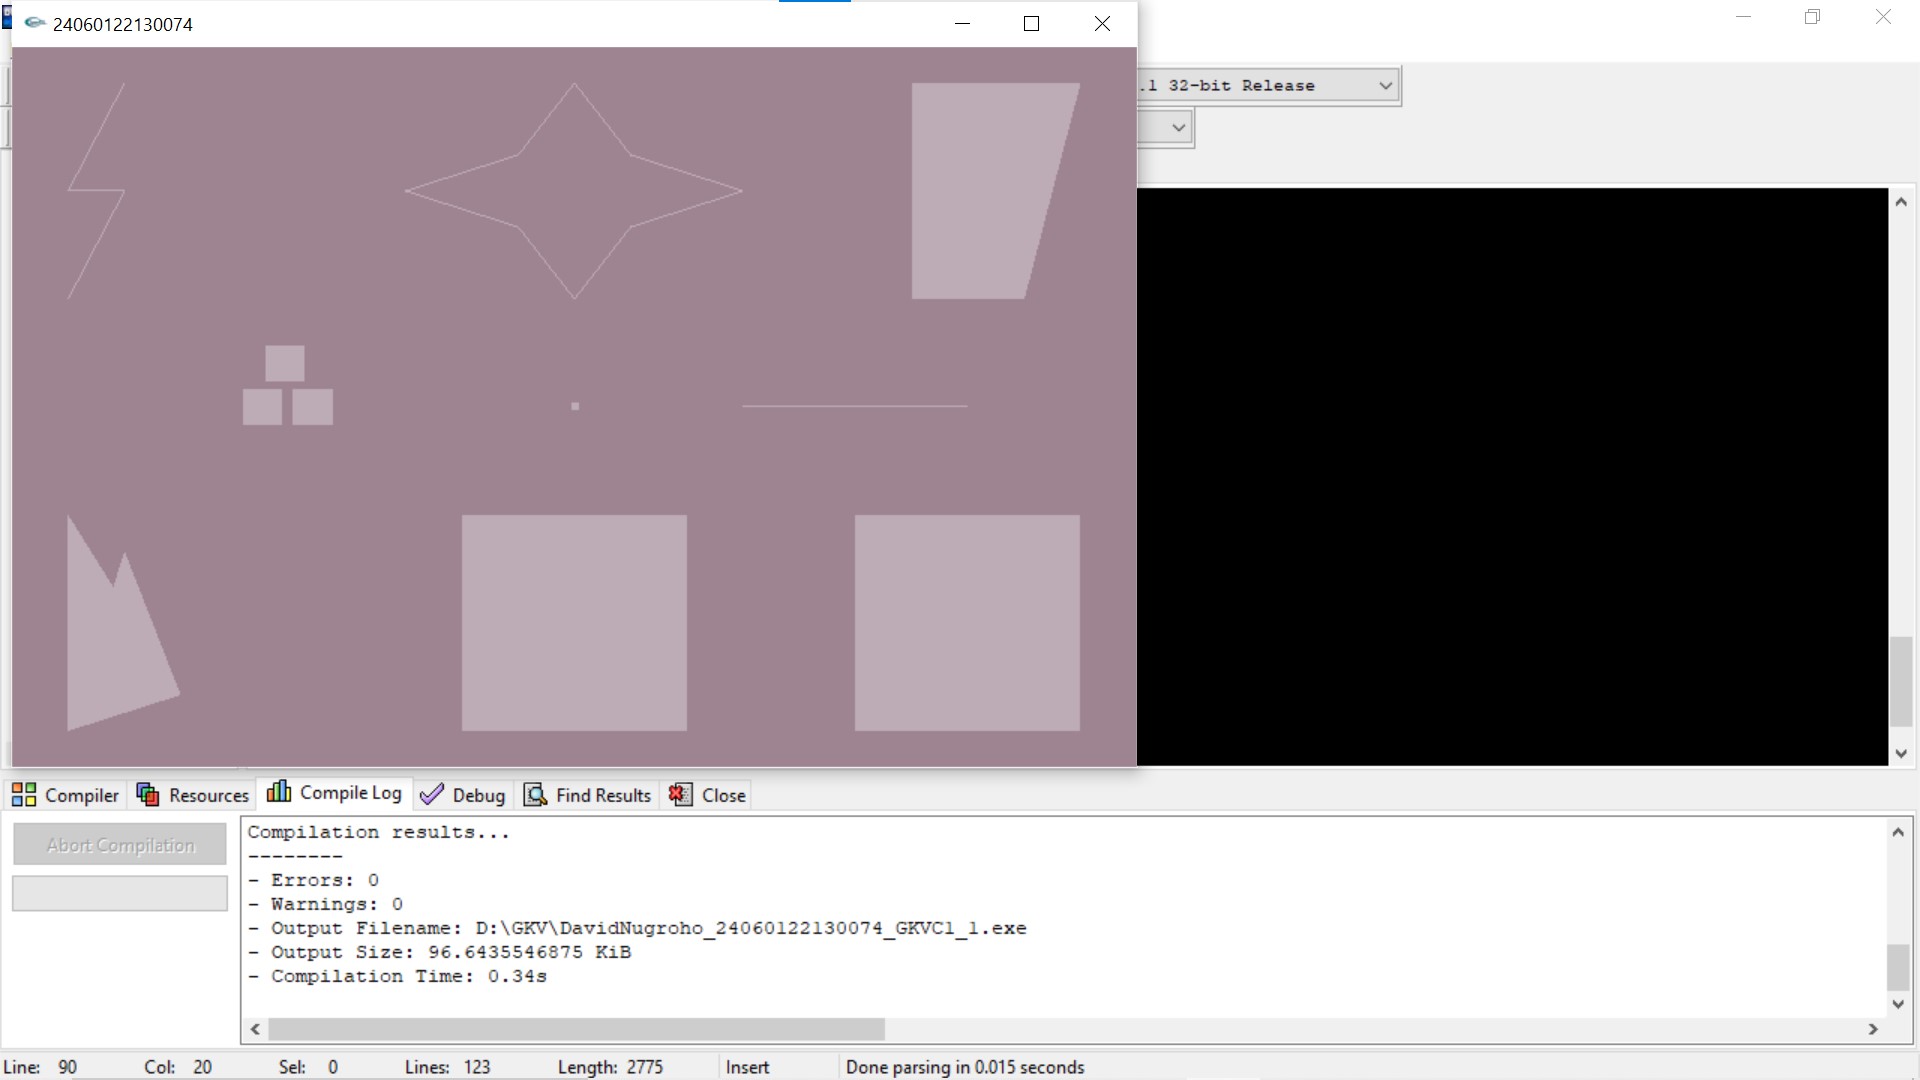 24060122130074
.1 32-bit Release
Compiler
Resources
Compile Log
Debug
Find Results
Close
Abort Compilation
Compilation results...
--------
- Errors: 0
- Warnings: 0
- Output Filename: D:\GKV\DavidNugroho_24060122130074_GKVC1_1.exe
- Output Size: 96.6435546875 KiB
- Compilation Time: 0.34s
Line: 90 Col: 20 Sel: 0 Lines: 123 Length: 2775 Insert Done parsing in 0.015 seconds